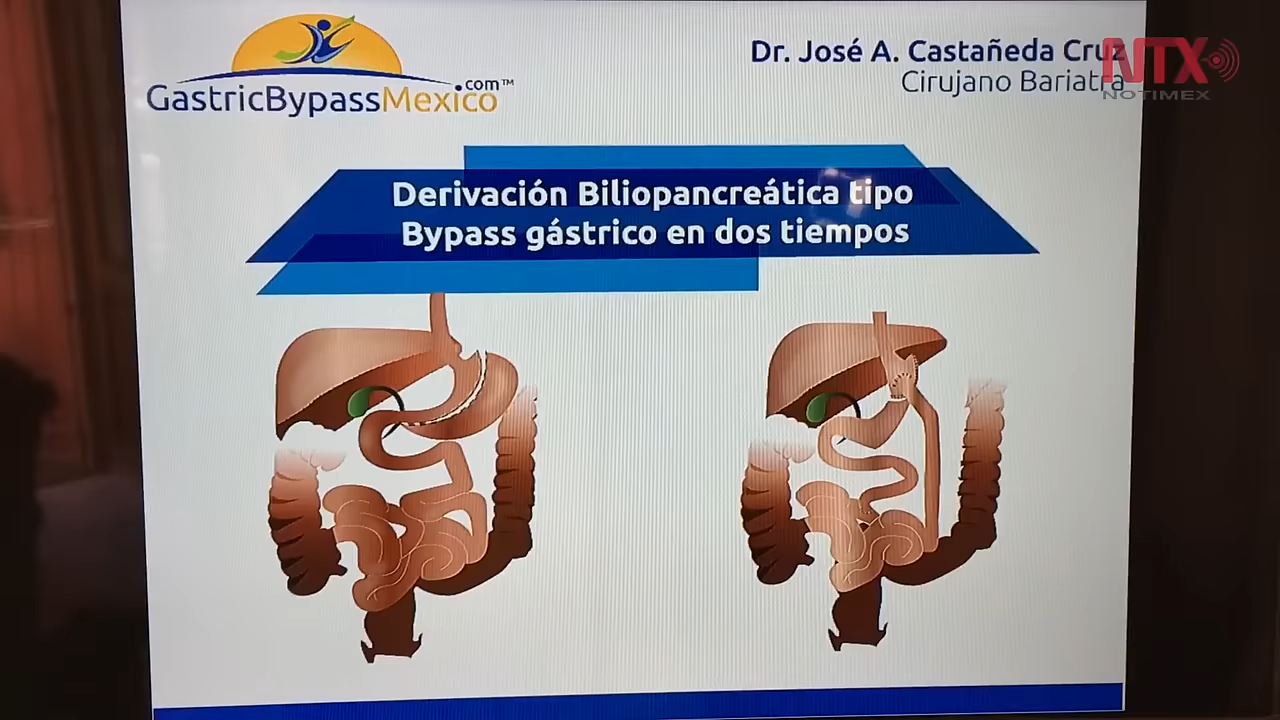 GastricBypassMexico.com™
Dr. José A. Castañeda Cruz
Cirujano Bariatra
NTX
NOTIMEX
Derivación Biliopancreática tipo
Bypass gástrico en dos tiempos